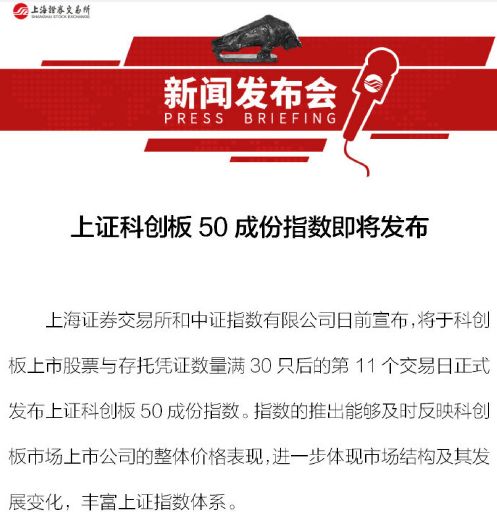 上海證券交易所
SHANGHAI STOCK EXCHANGE
新闻发布会
PRESS BRIEFING
上证科创板 50 成份指数即将发布
上海证券交易所和中证指数有限公司日前宣布,将于科创
板上市股票与存托凭证数量满 30 只后的第 11 个交易日正式
发布上证科创板 50 成份指数。指数的推出能够及时反映科创
板市场上市公司的整体价格表现,进一步体现市场结构及其发
展变化，丰富上证指数体系。